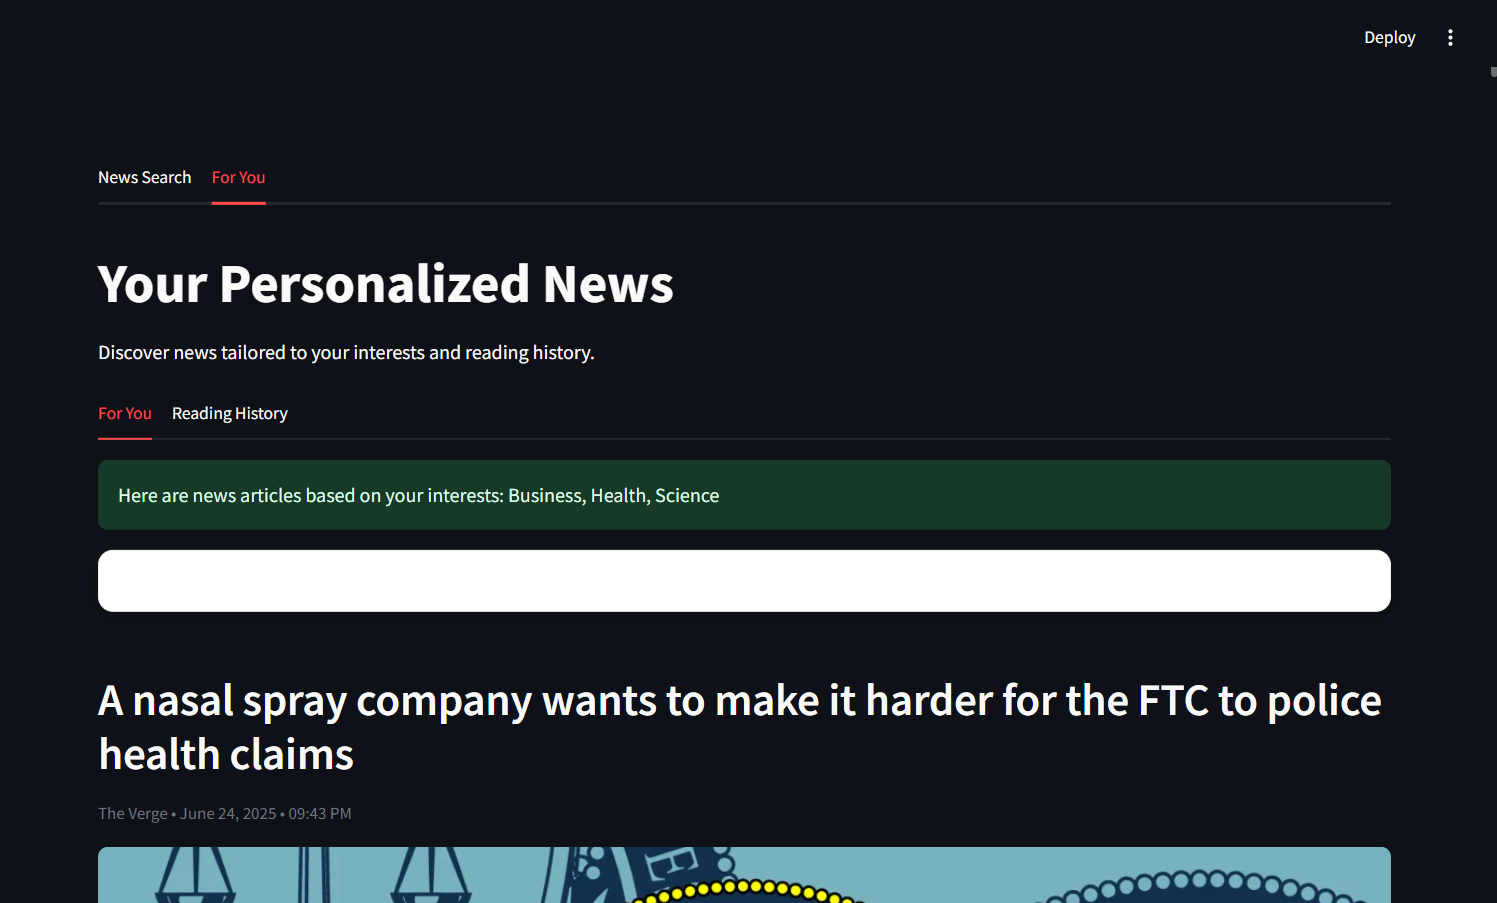 Deploy
News Search For You
Your Personalized News
Discover news tailored to your interests and reading history.
For You Reading History
Here are news articles based on your interests: Business, Health, Science
A nasal spray company wants to make it harder for the FTC to police
health claims
The Verge • June 24, 2025 • 09:43 PM